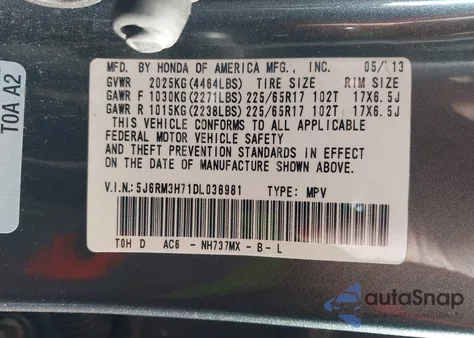 MFD. BY HONDA OF AMERICA MFG., INC. 05/13
GVWR 2025KG(4464LBS) TIRE SIZE RIM SIZE
GAWR F 1030KG(2271LBS) 225/65R17 102T 17X6.5J
GAWR R 1015KG(2238LBS) 225/65R17 102T 17X6.5J
THIS VEHICLE CONFORMS TO ALL APPLICABLE
FEDERAL MOTOR VEHICLE SAFETY, BUMPER,
AND THEFT PREVENTION STANDARDS IN EFFECT
ON THE DATE OF MANUFACTURE SHOWN ABOVE.
V.I.N.:5J6RM3H71DL038981 TYPE: MPV
T0H D AC6 - NH737MX - B - L
TOA A2
autoSnap